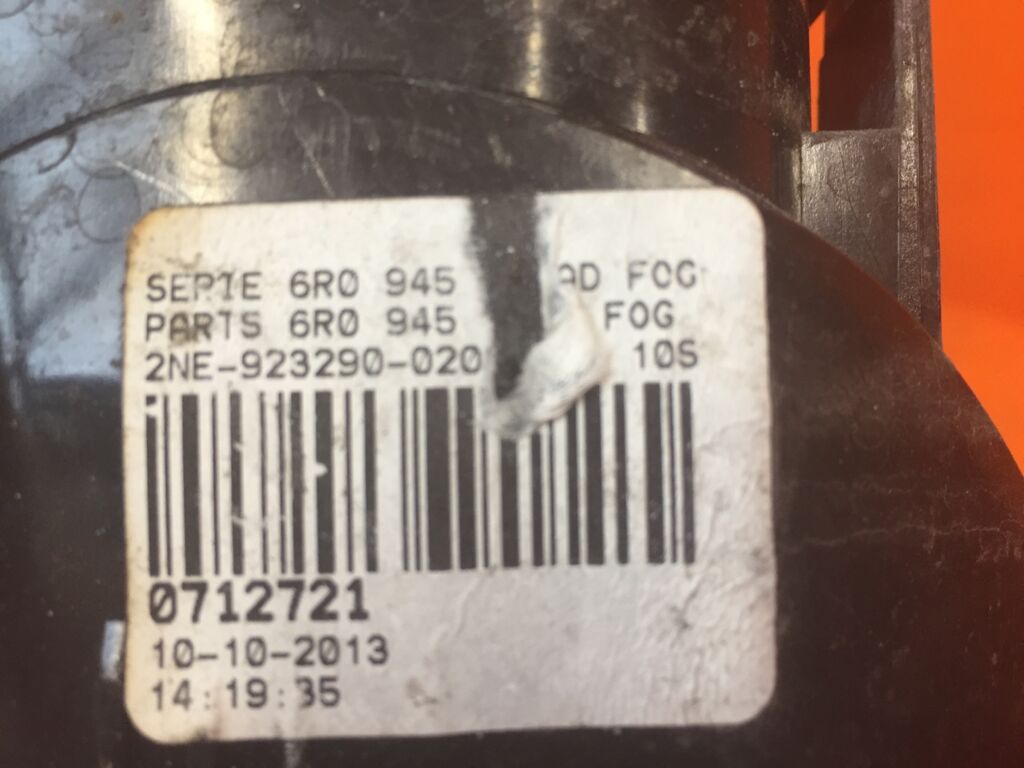 SERIE 6R0 945 AD FOG
PARTS 6R0 945 FOG
2NE-923290-020 10S
0712721
10-10-2013
14:19:35